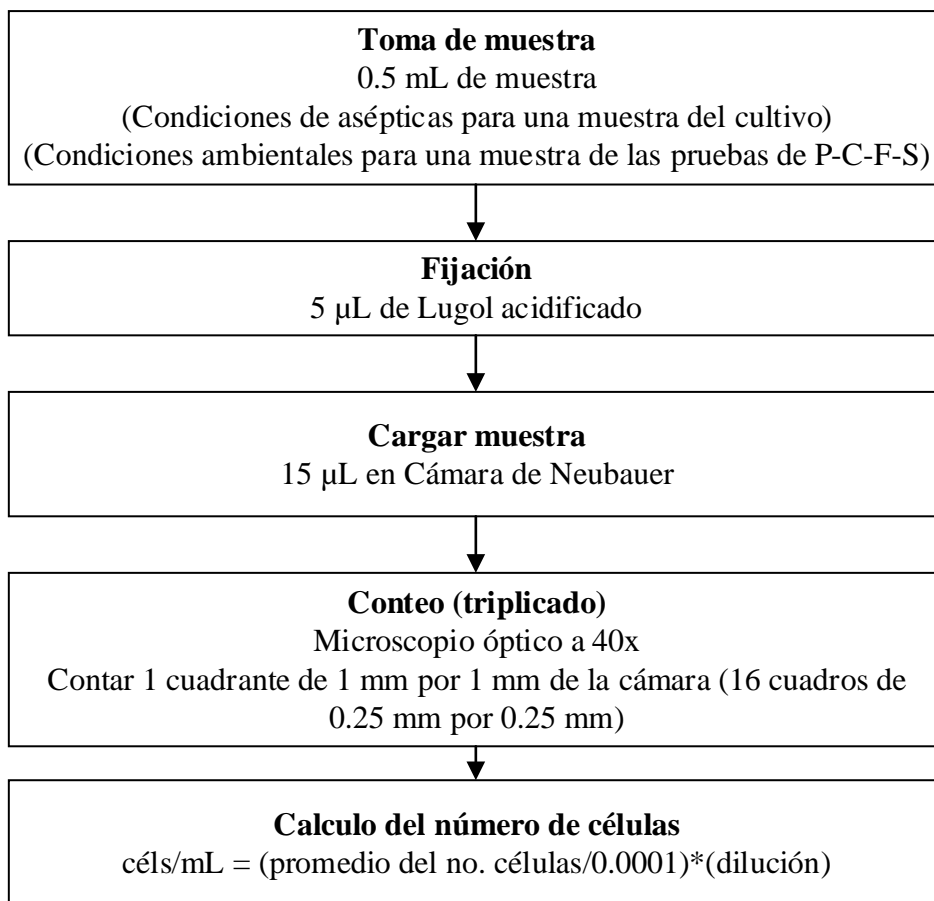 Toma de muestra
0.5 mL de muestra
(Condiciones de asépticas para una muestra del cultivo)
(Condiciones ambientales para una muestra de las pruebas de P-C-F-S)
Fijación
5 μL de Lugol acidificado
Cargar muestra
15 μL en Cámara de Neubauer
Conteo (triplicado)
Microscopio óptico a 40x
Contar 1 cuadrante de 1 mm por 1 mm de la cámara (16 cuadros de
0.25 mm por 0.25 mm)
Calculo del número de células
céls/mL = (promedio del no. células/0.0001)*(dilución)